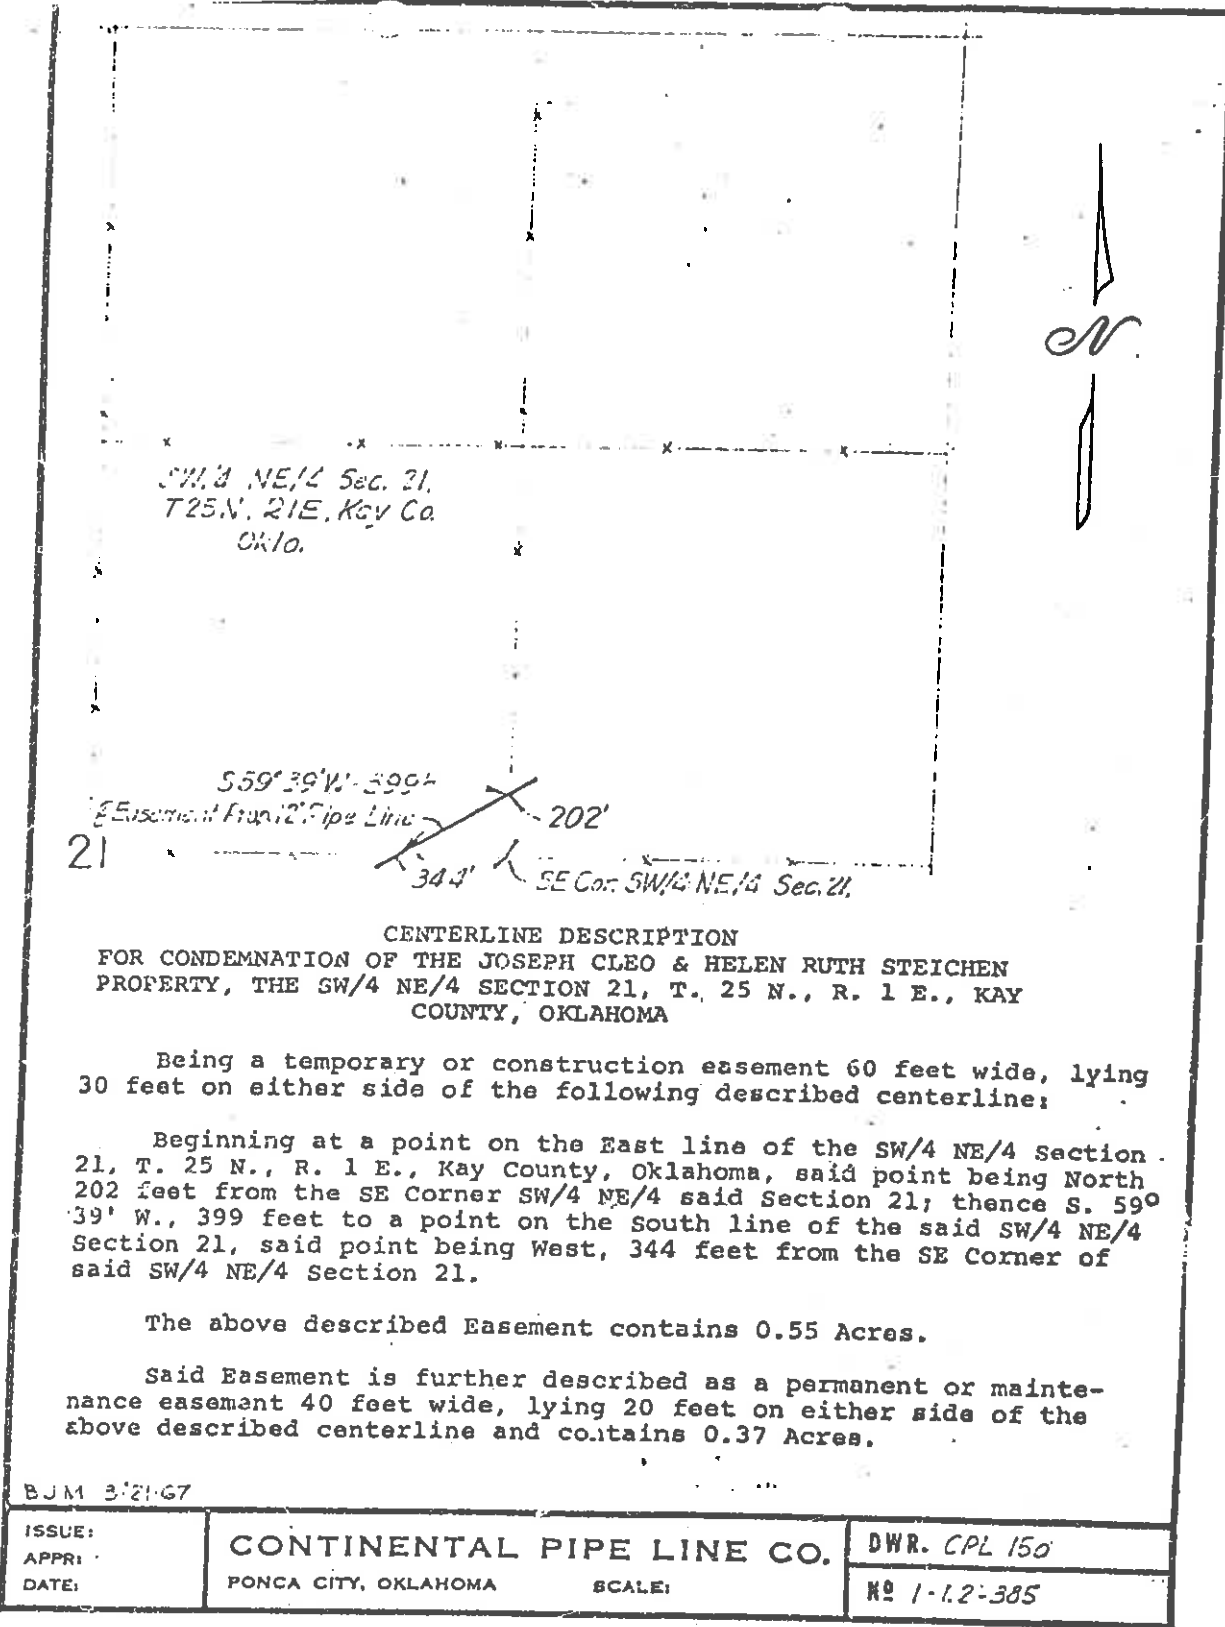 N
SW/4 NE/4 Sec. 21,
T25N, R1E, Kay Co.
Okla.
S59°39'W-399'
Easement Pipe Line
202'
21
344'
SE Cor. SW/4 NE/4 Sec. 21.
CENTERLINE DESCRIPTION
FOR CONDEMNATION OF THE JOSEPH CLEO & HELEN RUTH STEICHEN
PROPERTY, THE SW/4 NE/4 SECTION 21, T. 25 N., R. 1 E., KAY
COUNTY, OKLAHOMA
Being a temporary or construction easement 60 feet wide, lying
30 feet on either side of the following described centerline:
Beginning at a point on the East line of the SW/4 NE/4 Section
21, T. 25 N., R. 1 E., Kay County, Oklahoma, said point being North
202 feet from the SE Corner SW/4 NE/4 said Section 21; thence S. 59°
39' W., 399 feet to a point on the South line of the said SW/4 NE/4
Section 21, said point being West, 344 feet from the SE Corner of
said SW/4 NE/4 Section 21.
The above described Easement contains 0.55 Acres.
Said Easement is further described as a permanent or mainte-
nance easement 40 feet wide, lying 20 feet on either side of the
above described centerline and contains 0.37 Acres.
BJM 3-21-67
ISSUE:
APPR:
DATE:
CONTINENTAL PIPE LINE CO.
PONCA CITY, OKLAHOMA SCALE:
DWR. CPL 150
Nº 1-1.2-385